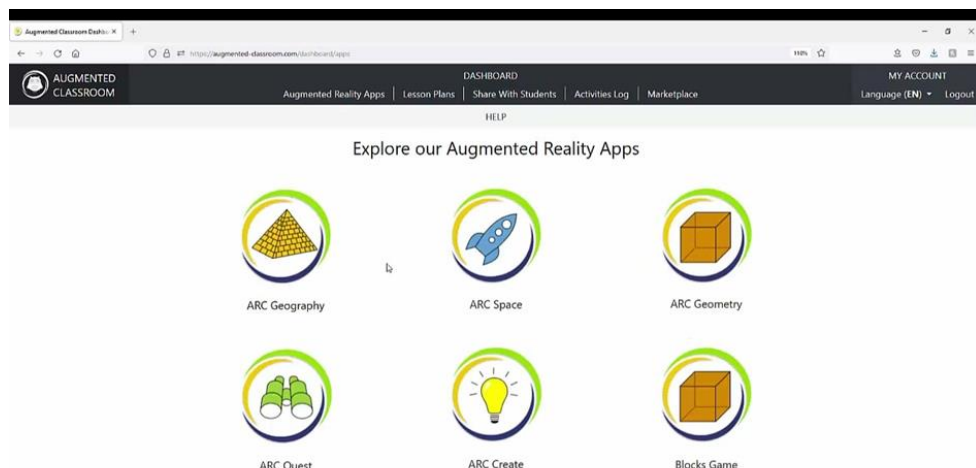 Augmented Classroom Dashbo
https://augmented-classroom.com/dashboard/apps
110%
AUGMENTED
CLASSROOM
DASHBOARD
Augmented Reality Apps | Lesson Plans | Share With Students | Activities Log | Marketplace
MY ACCOUNT
Language (EN) Logout
HELP
Explore our Augmented Reality Apps
ARC Geography
ARC Space
ARC Geometry
ARC Quest
ARC Create
Blocks Game